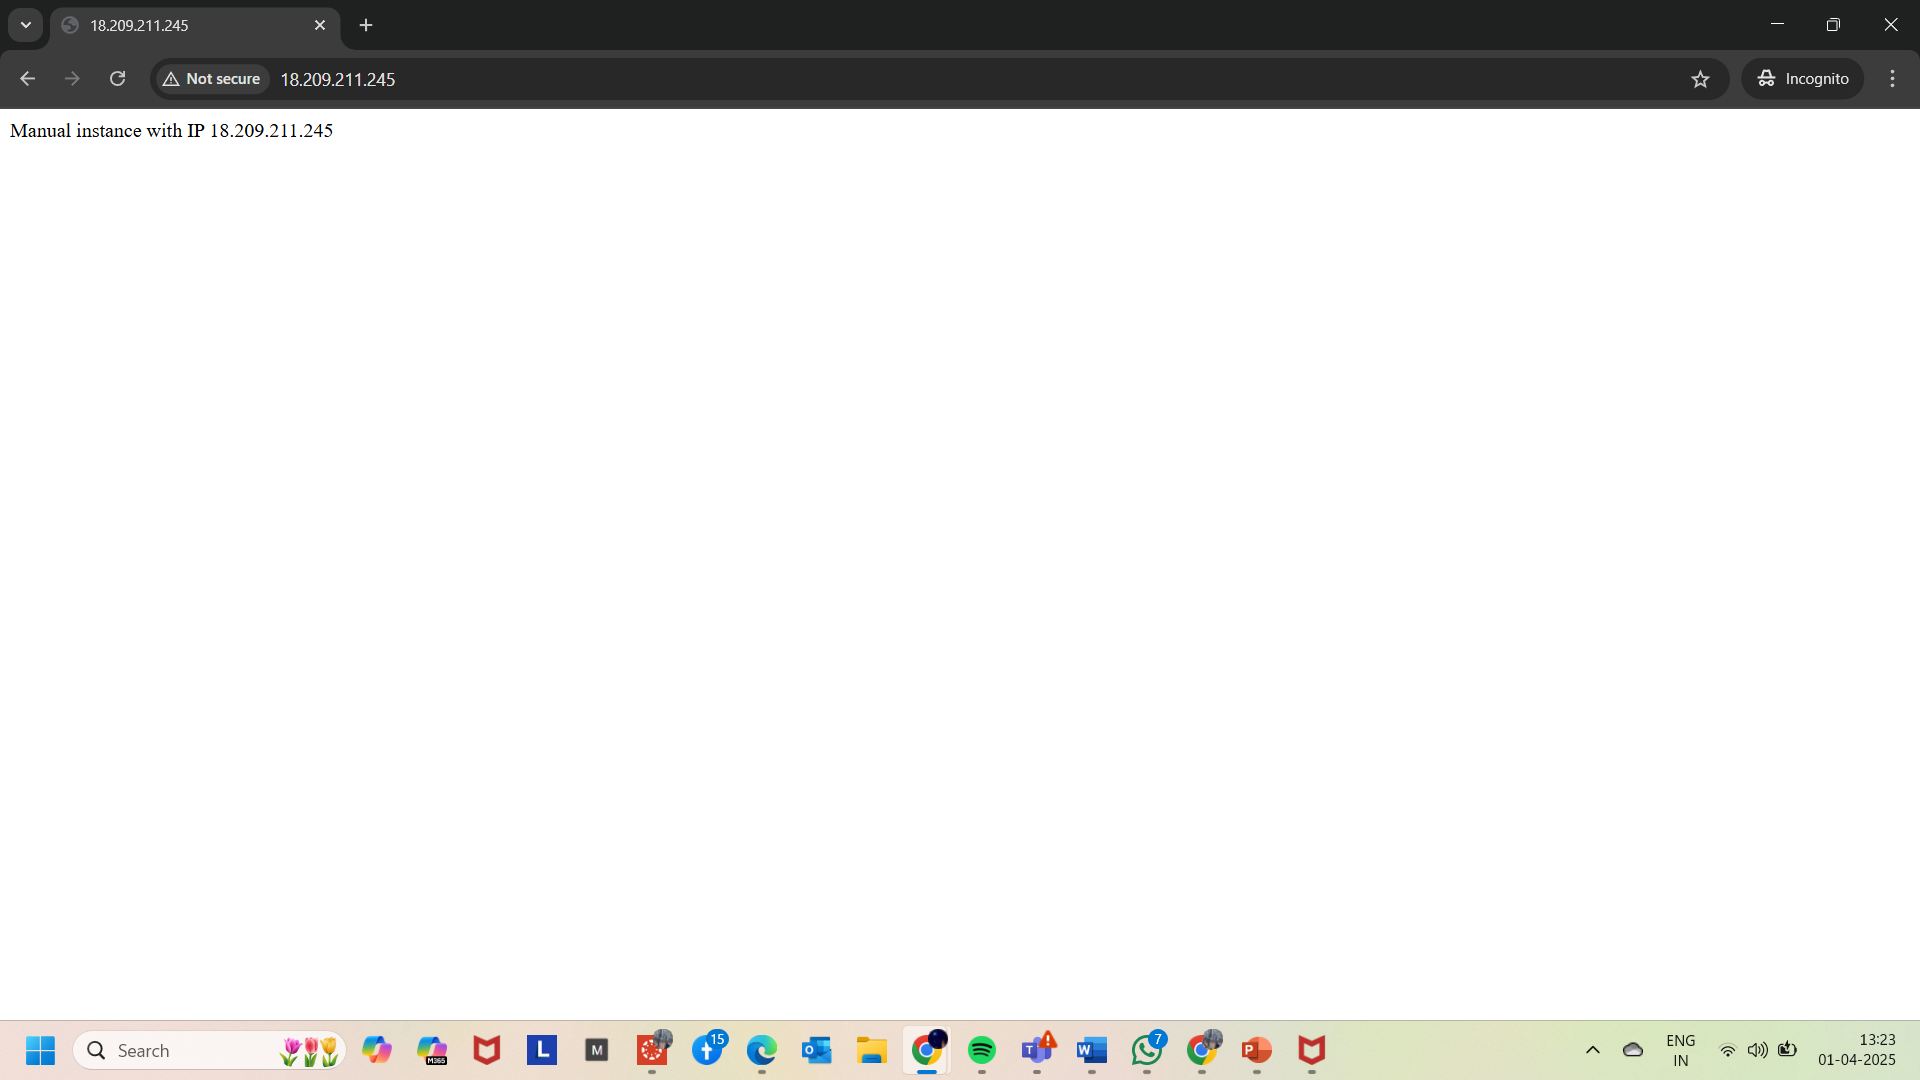 18.209.211.245
Not secure
18.209.211.245
Incognito
Manual instance with IP 18.209.211.245
Search
M365
L
M
15
O
T
W
7
P
ENG
IN
13:23
01-04-2025